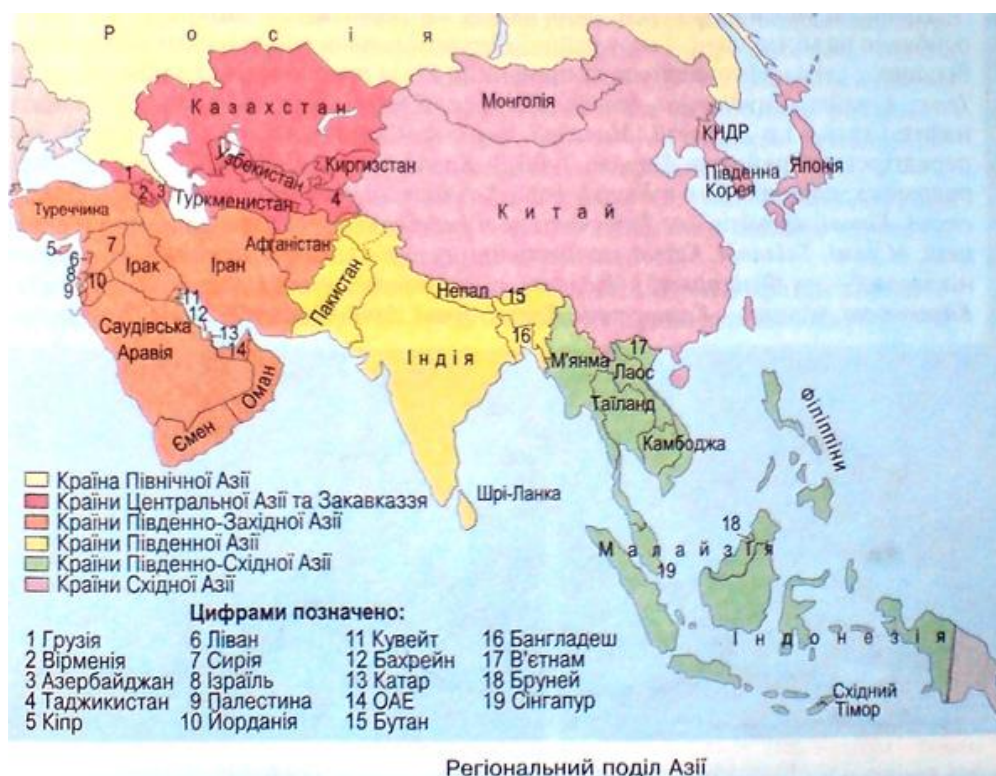 Росія
Казахстан
Монголія
Узбекистан
Киргизстан
КНДР
1
2
3
Туркменистан
4
Південна
Корея
Японія
Туреччина
Китай
5
6
7
8
9
10
Ірак
Іран
Афганістан
Пакистан
Непал
15
11
12
13
14
Саудівська
Аравія
Оман
Ємен
Індія
16
М'янма
17
Лаос
Таїланд
Камбоджа
Філіппіни
Шрі-Ланка
18
Малайзія
19
Індонезія
Східний
Тімор
Країна Північної Азії
Країни Центральної Азії та Закавказзя
Країни Південно-Західної Азії
Країни Південної Азії
Країни Південно-Східної Азії
Країни Східної Азії
Цифрами позначено:
1 Грузія 6 Ліван 11 Кувейт 16 Бангладеш
2 Вірменія 7 Сирія 12 Бахрейн 17 В'єтнам
3 Азербайджан 8 Ізраїль 13 Катар 18 Бруней
4 Таджикистан 9 Палестина 14 ОАЕ 19 Сінгапур
5 Кіпр 10 Йорданія 15 Бутан
Регіональний поділ Азії